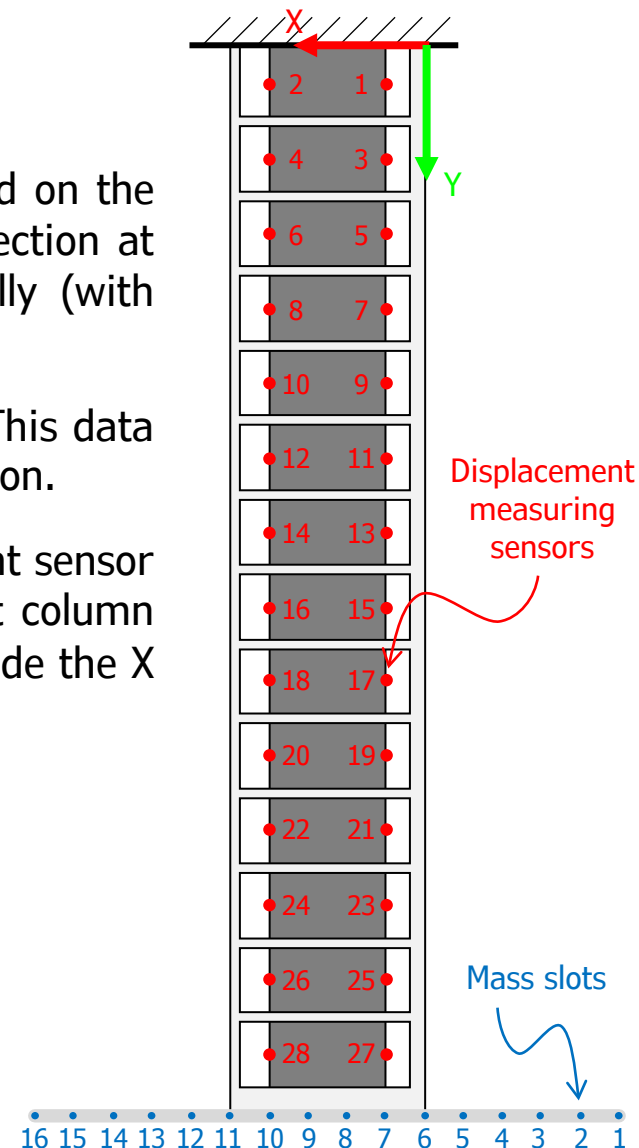 X
2 1
4 3
Y
d on the
6 5
ection at
lly (with
8 7
10 9
This data
on.
12 11
Displacement
measuring
sensors
14 13
nt sensor
t column
16 15
de the X
18 17
20 19
22 21
24 23
26 25
Mass slots
28 27
16 15 14 13 12 11 10 9 8 7 6 5 4 3 2 1